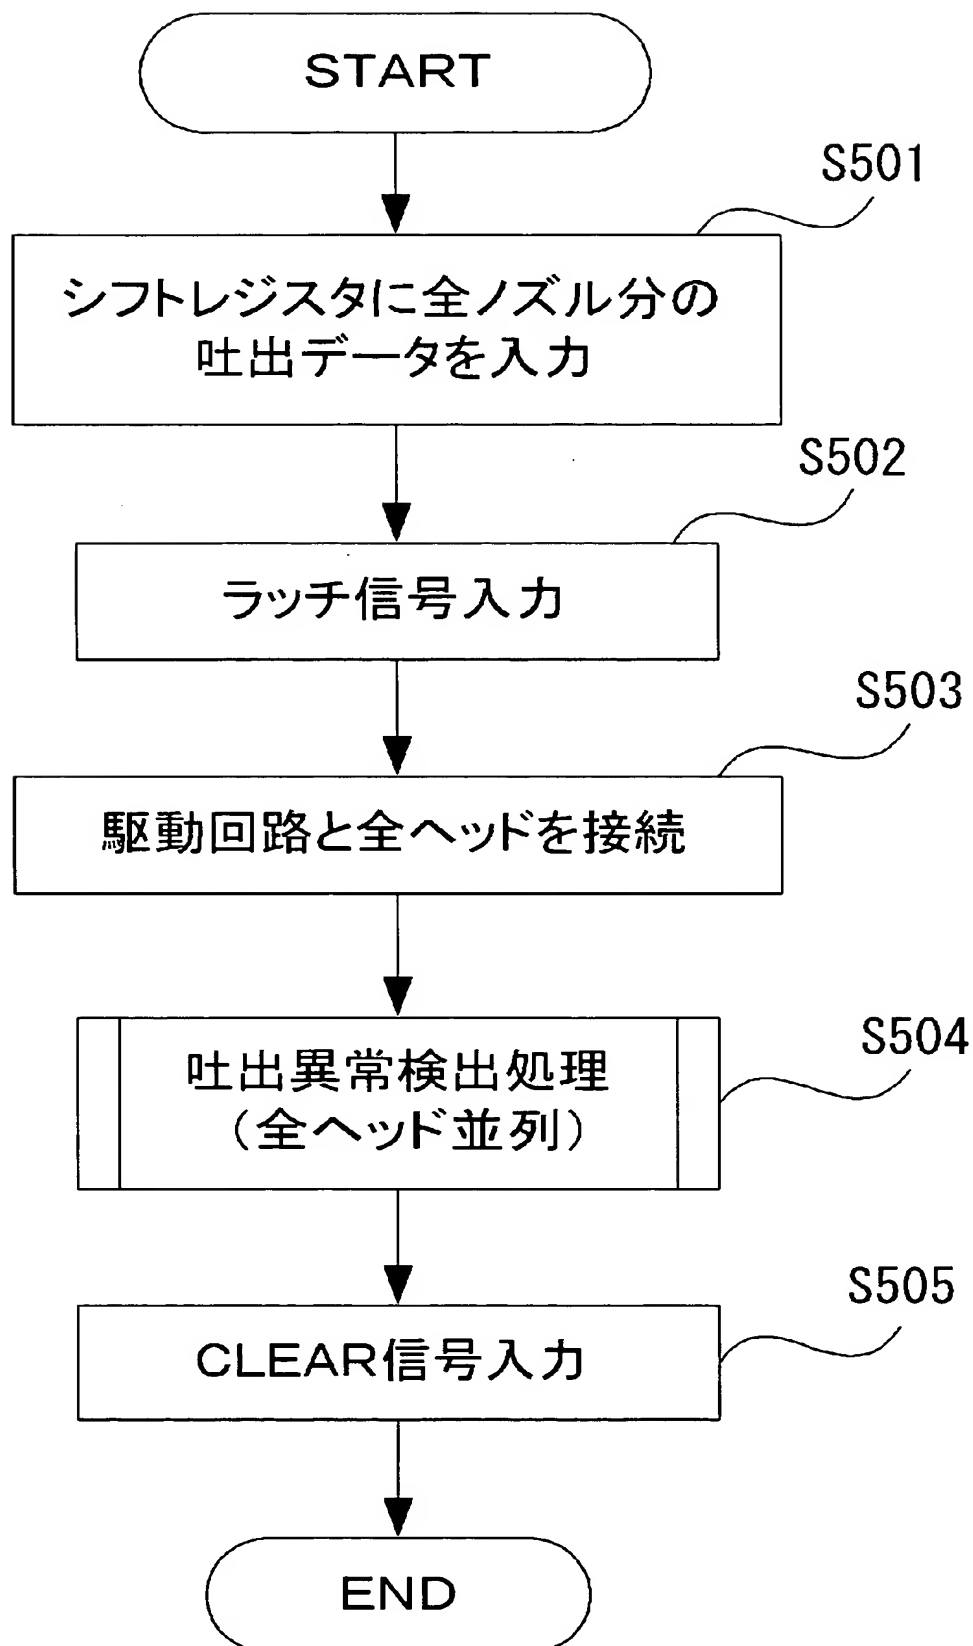 START
S501
シフトレジスタに全ノズル分の
吐出データを入力
S502
ラッチ信号入力
S503
駆動回路と全ヘッドを接続
S504
吐出異常検出処理
（全ヘッド並列）
S505
CLEAR信号入力
END